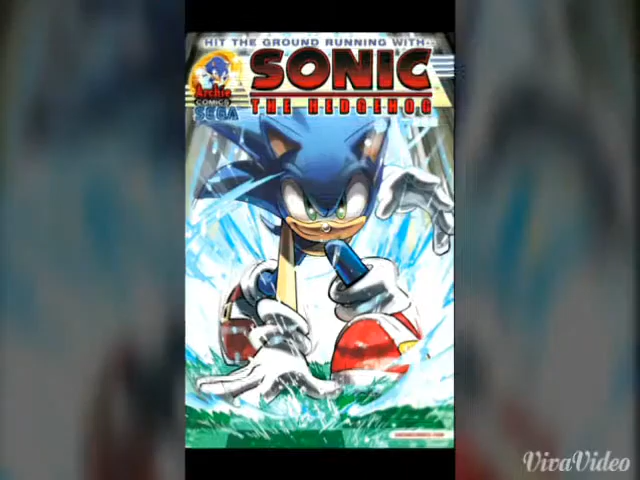 HIT THE GROUND RUNNING WITH...
SONIC
THE HEDGEHOG
Archie
COMICS
SEGA
VivaVideo